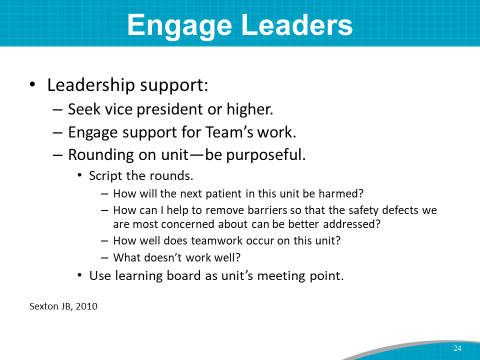 Engage Leaders
• Leadership support:
– Seek vice president or higher.
– Engage support for Team's work.
– Rounding on unit—be purposeful.
• Script the rounds.
– How will the next patient in this unit be harmed?
– How can I help to remove barriers so that the safety defects we
are most concerned about can be better addressed?
– How well does teamwork occur on this unit?
– What doesn't work well?
• Use learning board as unit's meeting point.
Sexton JB, 2010
24